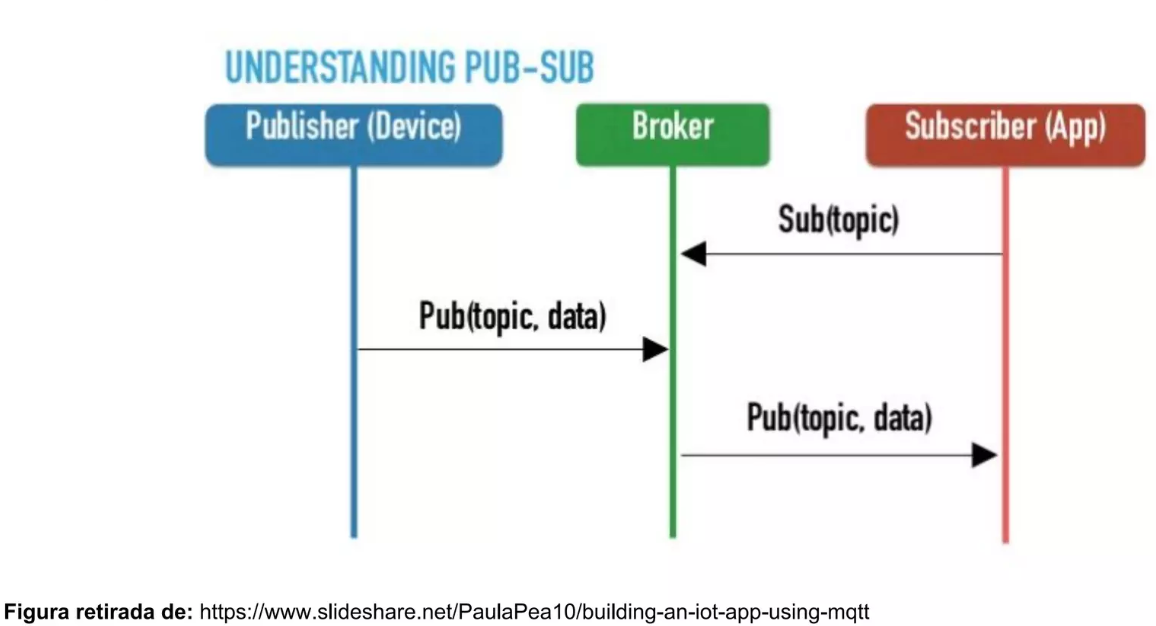 UNDERSTANDING PUB-SUB
Publisher (Device)
Broker
Subscriber (App)
Sub(topic)
Pub(topic, data)
Pub(topic, data)
Figura retirada de: https://www.slideshare.net/PaulaPea10/building-an-iot-app-using-mqtt